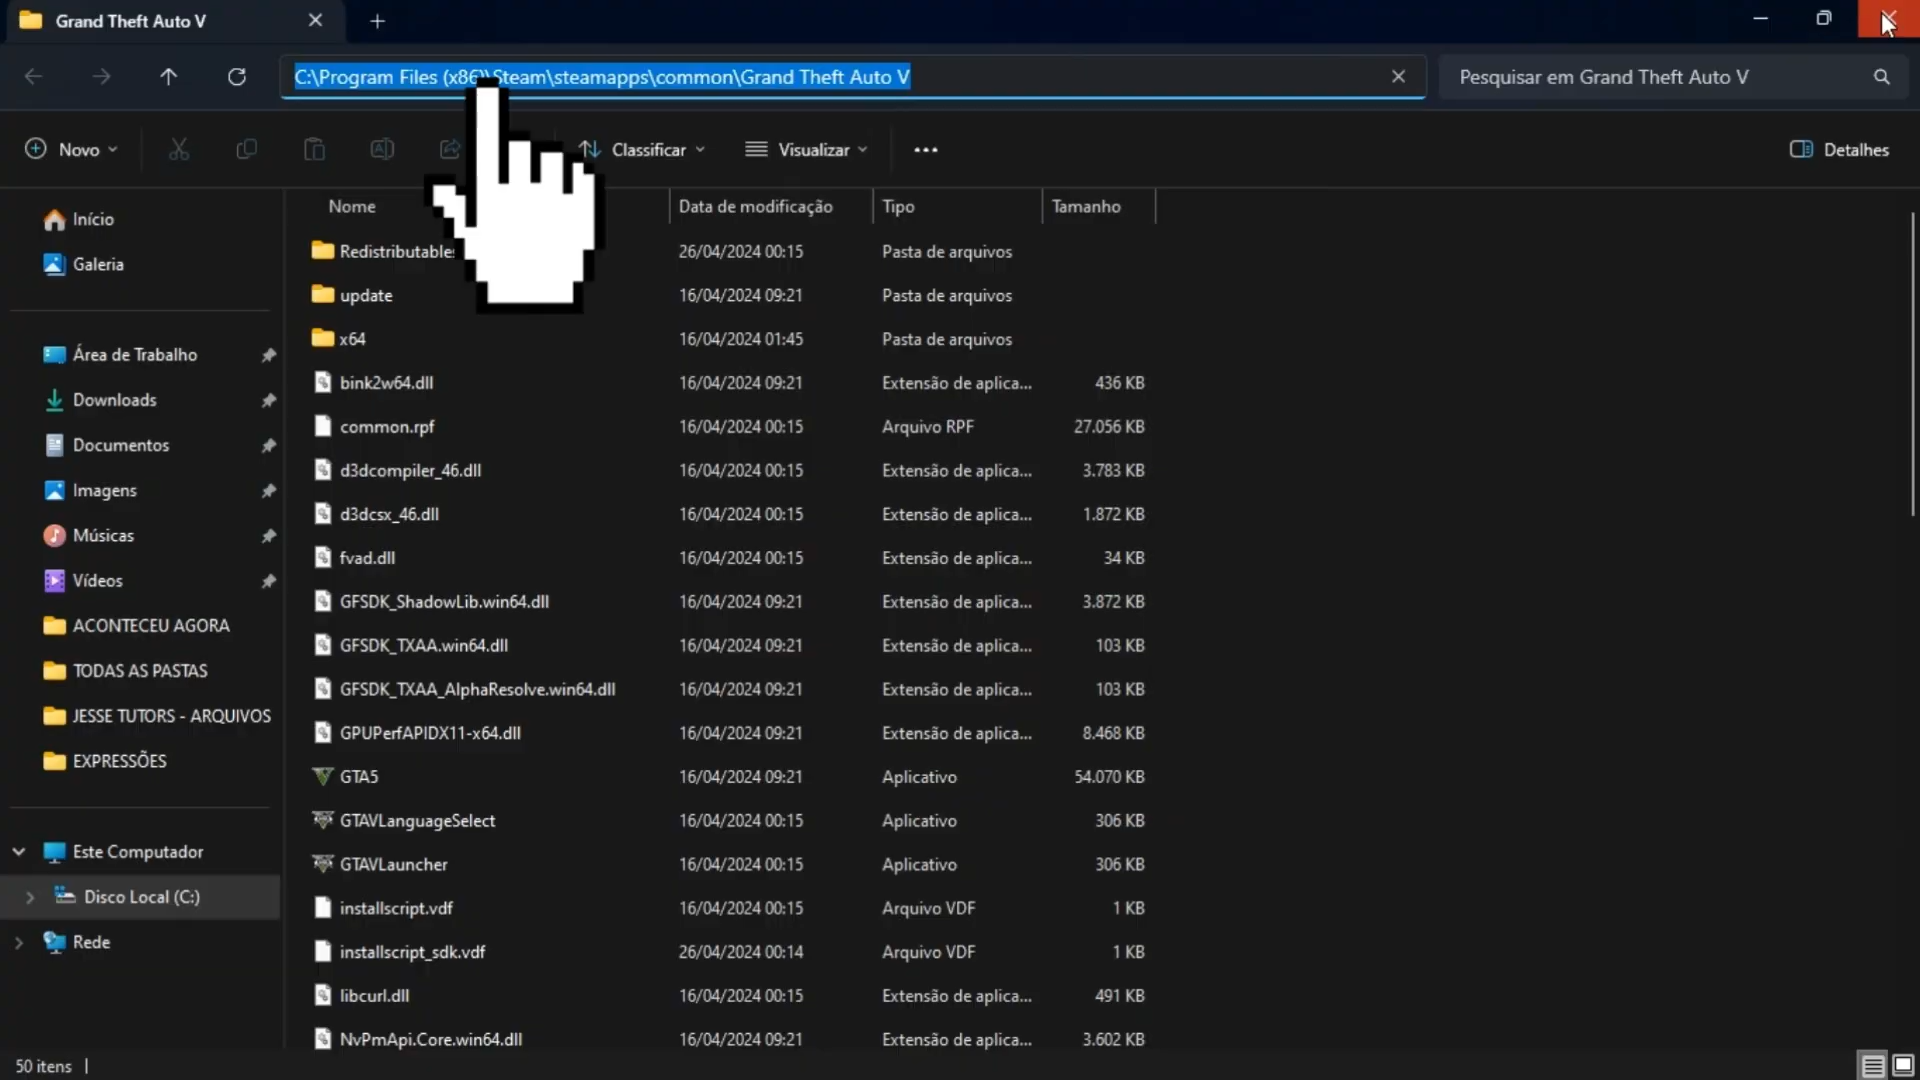 Grand Theft Auto V
C:\Program Files (x86)\Steam\steamapps\common\Grand Theft Auto V
Pesquisar em Grand Theft Auto V
Novo
Classificar
Visualizar
Detalhes
Nome Data de modificação Tipo Tamanho
Início
Galeria
Área de Trabalho
Downloads
Documentos
Imagens
Músicas
Vídeos
ACONTECEU AGORA
TODAS AS PASTAS
JESSE TUTORS - ARQUIVOS
EXPRESSÕES
Este Computador
Disco Local (C:)
Rede
Redistributables 26/04/2024 00:15 Pasta de arquivos
update 16/04/2024 09:21 Pasta de arquivos
x64 16/04/2024 01:45 Pasta de arquivos
bink2w64.dll 16/04/2024 09:21 Extensão de aplica... 436 KB
common.rpf 16/04/2024 00:15 Arquivo RPF 27.056 KB
d3dcompiler_46.dll 16/04/2024 00:15 Extensão de aplica... 3.783 KB
d3dcsx_46.dll 16/04/2024 00:15 Extensão de aplica... 1.872 KB
fvad.dll 16/04/2024 00:15 Extensão de aplica... 34 KB
GFSDK_ShadowLib.win64.dll 16/04/2024 09:21 Extensão de aplica... 3.872 KB
GFSDK_TXAA.win64.dll 16/04/2024 09:21 Extensão de aplica... 103 KB
GFSDK_TXAA_AlphaResolve.win64.dll 16/04/2024 09:21 Extensão de aplica... 103 KB
GPUPerfAPIDX11-x64.dll 16/04/2024 09:21 Extensão de aplica... 8.468 KB
GTA5 16/04/2024 09:21 Aplicativo 54.070 KB
GTAVLanguageSelect 16/04/2024 00:15 Aplicativo 306 KB
GTAVLauncher 16/04/2024 00:15 Aplicativo 306 KB
installscript.vdf 16/04/2024 00:15 Arquivo VDF 1 KB
installscript_sdk.vdf 26/04/2024 00:14 Arquivo VDF 1 KB
libcurl.dll 16/04/2024 00:15 Extensão de aplica... 491 KB
NvPmApi.Core.win64.dll 16/04/2024 09:21 Extensão de aplica... 3.602 KB
50 itens